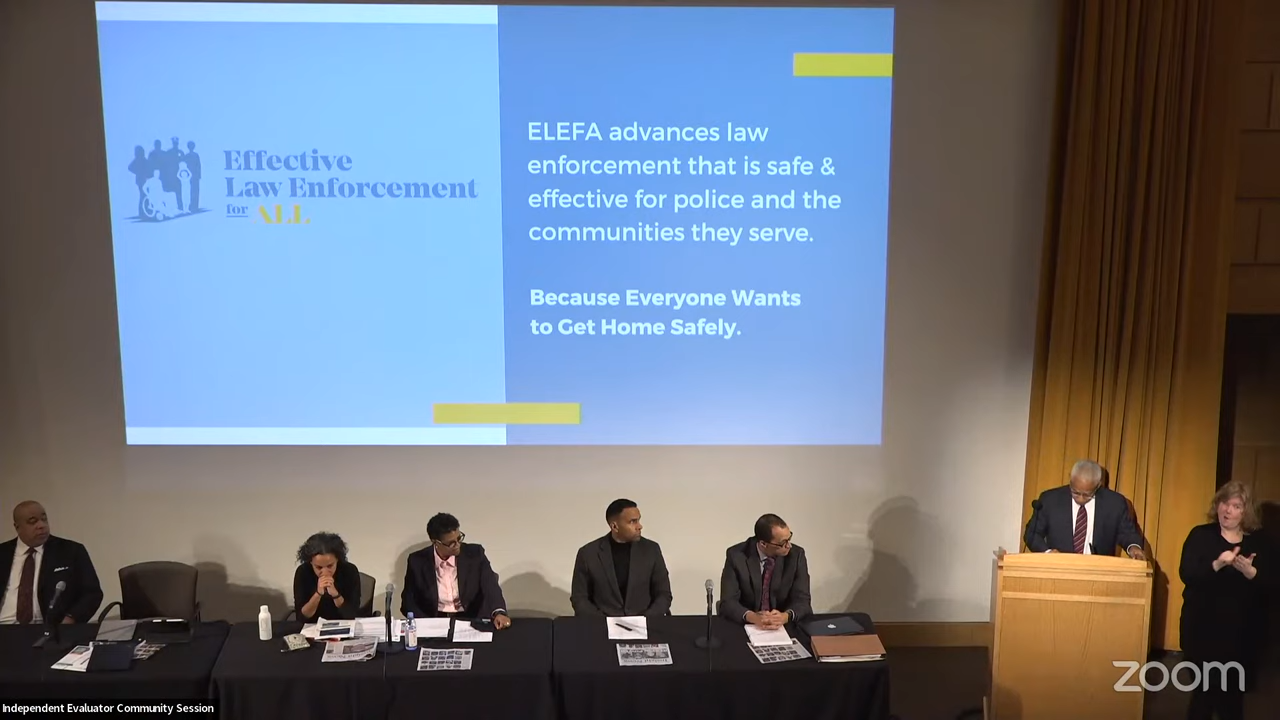 Effective
Law Enforcement
for ALL
ELEFA advances law
enforcement that is safe &
effective for police and the
communities they serve.
Because Everyone Wants
to Get Home Safely.
zoom
Independent Evaluator Community Session